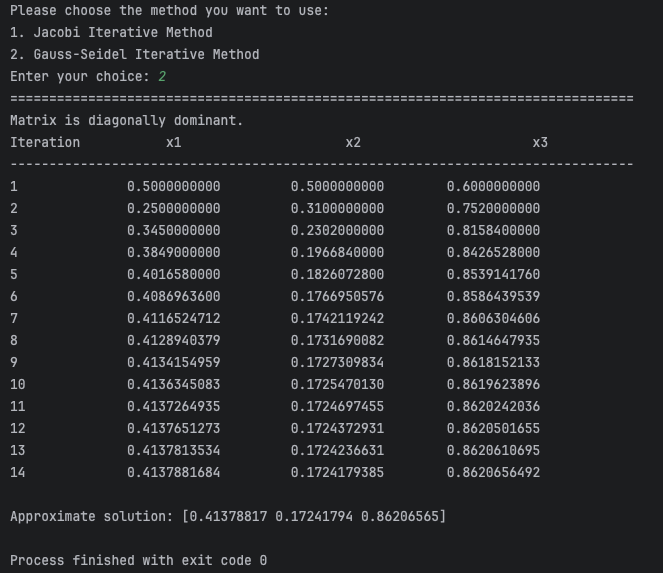 Please choose the method you want to use:
1. Jacobi Iterative Method
2. Gauss-Seidel Iterative Method
Enter your choice: 2
================================================================================
Matrix is diagonally dominant.
Iteration x1 x2 x3
--------------------------------------------------------------------------------
1 0.5000000000 0.5000000000 0.6000000000
2 0.2500000000 0.3100000000 0.7520000000
3 0.3450000000 0.2302000000 0.8158400000
4 0.3849000000 0.1966840000 0.8426528000
5 0.4016580000 0.1826072800 0.8539141760
6 0.4086963600 0.1766950576 0.8586439539
7 0.4116524712 0.1742119242 0.8606304606
8 0.4128940379 0.1731690082 0.8614647935
9 0.4134154959 0.1727309834 0.8618152133
10 0.4136345083 0.1725470130 0.8619623896
11 0.4137264935 0.1724697455 0.8620242036
12 0.4137651273 0.1724372931 0.8620501655
13 0.4137813534 0.1724236631 0.8620610695
14 0.4137881684 0.1724179385 0.8620656492
Approximate solution: [0.41378817 0.17241794 0.86206565]
Process finished with exit code 0